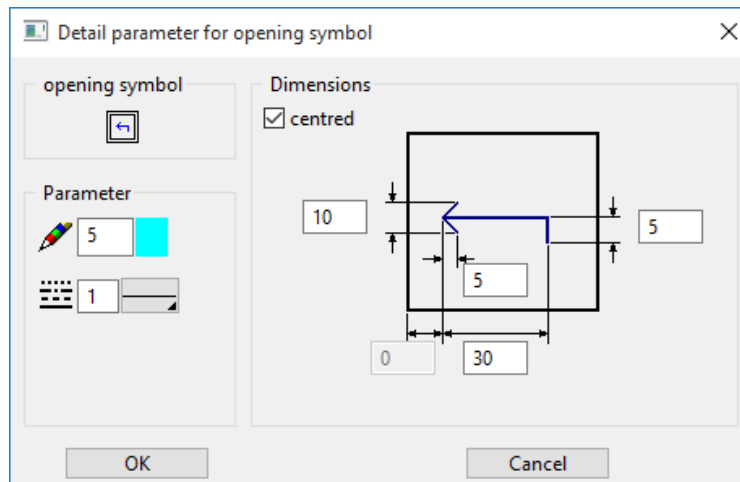 Detail parameter for opening symbol
opening symbol
Dimensions
centred
Parameter
10
5
5
5
1
0
30
OK
Cancel